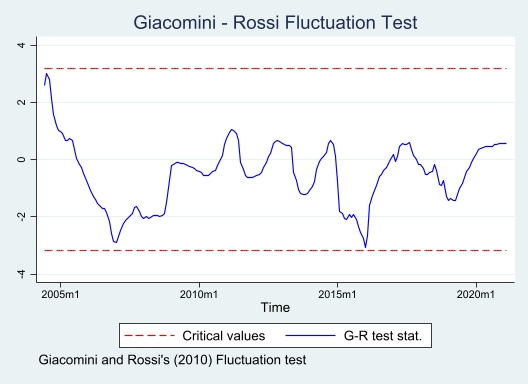 Giacomini - Rossi Fluctuation Test
4
2
0
-2
-4
2005m1 2010m1 2015m1 2020m1
Time
Critical values G-R test stat.
Giacomini and Rossi's (2010) Fluctuation test